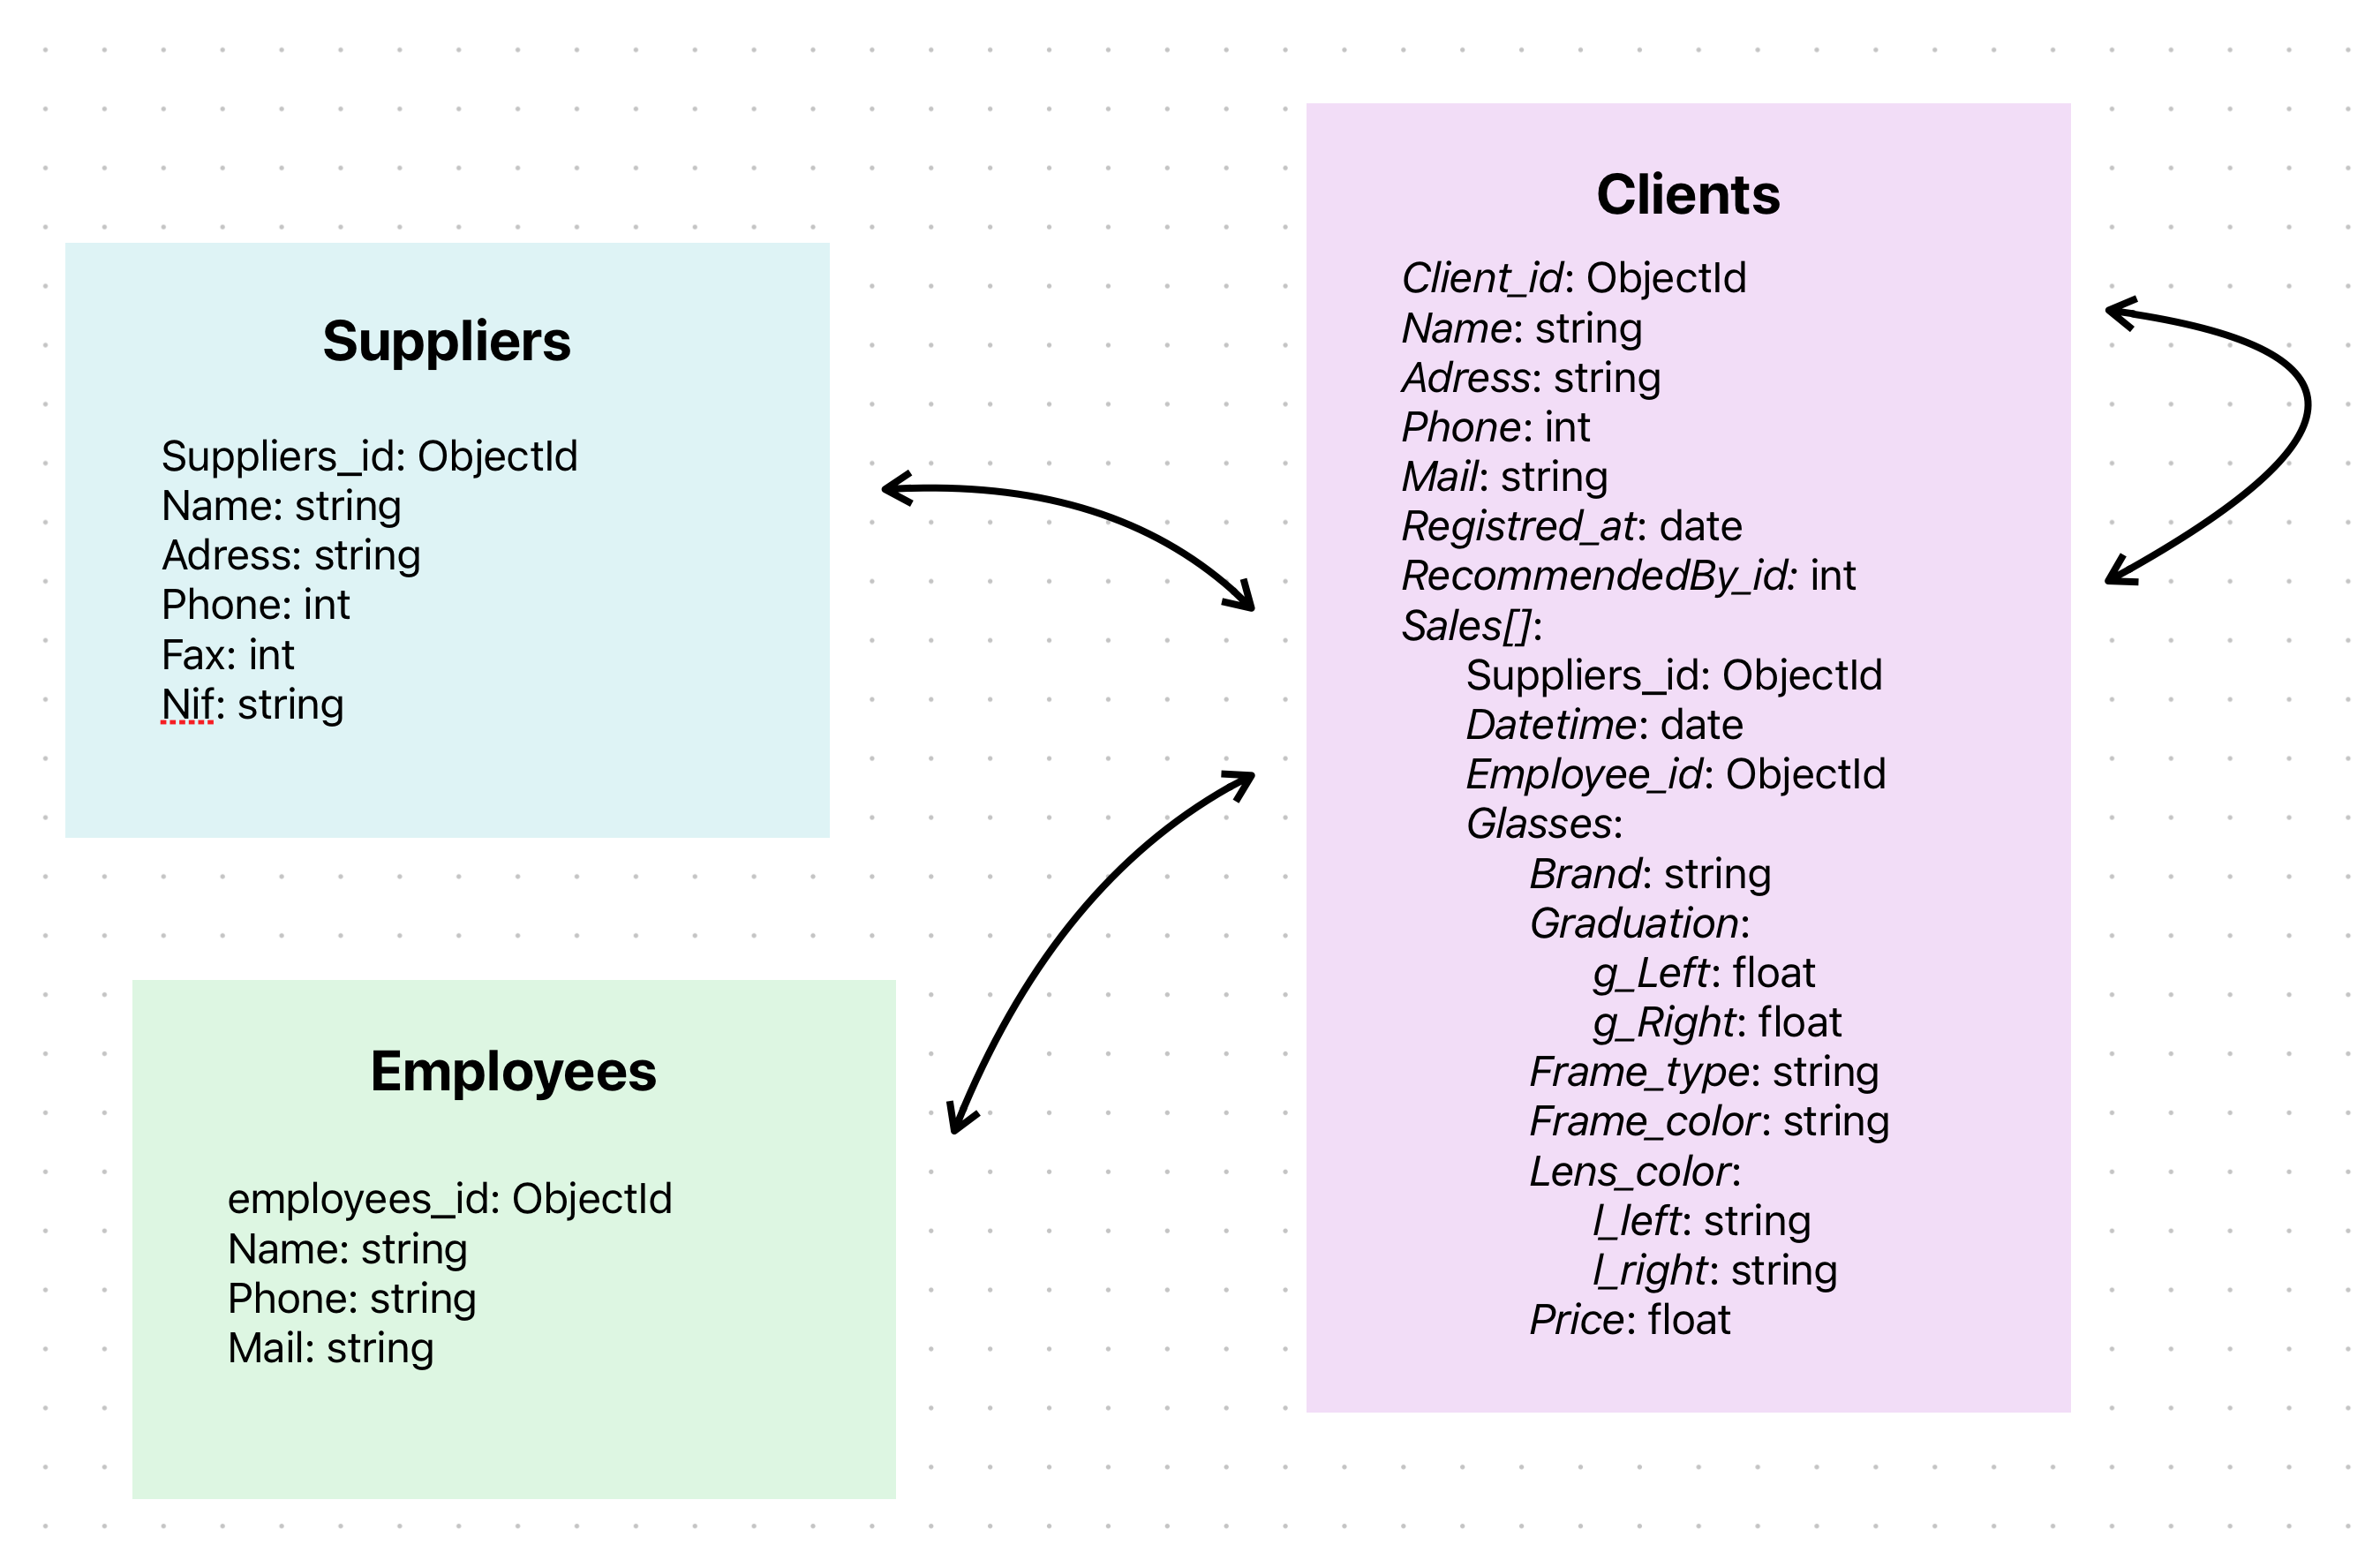 Suppliers
Suppliers_id: ObjectId
Name: string
Adress: string
Phone: int
Fax: int
Nif: string
Employees
employees_id: ObjectId
Name: string
Phone: string
Mail: string
Clients
Client_id: ObjectId
Name: string
Adress: string
Phone: int
Mail: string
Registred_at: date
RecommendedBy_id: int
Sales[]:
Suppliers_id: ObjectId
Datetime: date
Employee_id: ObjectId
Glasses:
Brand: string
Graduation:
g_Left: float
g_Right: float
Frame_type: string
Frame_color: string
Lens_color:
l_left: string
l_right: string
Price: float